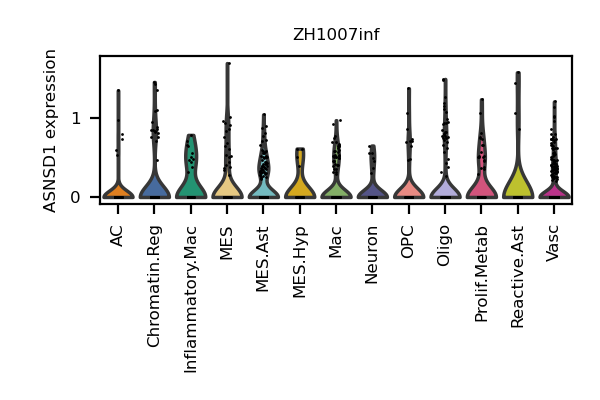 ZH1007inf
ASNSD1 expression
1
0
AC
Chromatin.Reg
Inflammatory.Mac
MES
MES.Ast
MES.Hyp
Mac
Neuron
OPC
Oligo
Prolif.Metab
Reactive.Ast
Vasc